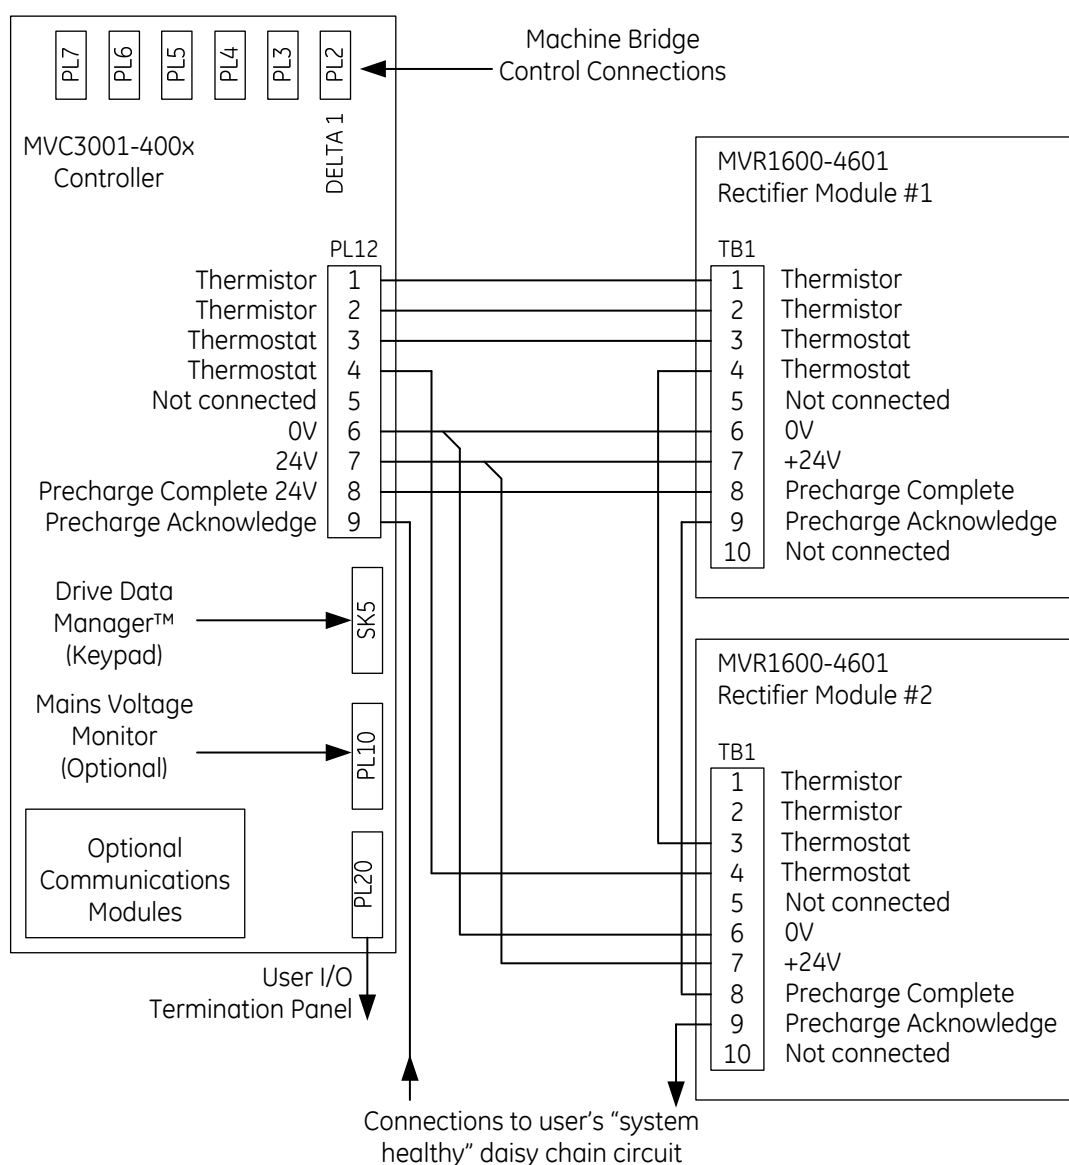 PL7
PL6
PL5
PL4
PL3
PL2
Machine Bridge
Control Connections
MVC3001-400x
Controller
DELTA 1
PL12
Thermistor 1
Thermistor 2
Thermostat 3
Thermostat 4
Not connected 5
0V 6
24V 7
Precharge Complete 24V 8
Precharge Acknowledge 9
MVR1600-4601
Rectifier Module #1
TB1
1 Thermistor
2 Thermistor
3 Thermostat
4 Thermostat
5 Not connected
6 0V
7 +24V
8 Precharge Complete
9 Precharge Acknowledge
10 Not connected
Drive Data
Manager™
(Keypad)
SK5
Mains Voltage
Monitor
(Optional)
PL10
Optional
Communications
Modules
PL20
User I/O
Termination Panel
MVR1600-4601
Rectifier Module #2
TB1
1 Thermistor
2 Thermistor
3 Thermostat
4 Thermostat
5 Not connected
6 0V
7 +24V
8 Precharge Complete
9 Precharge Acknowledge
10 Not connected
Connections to user’s “system
healthy” daisy chain circuit